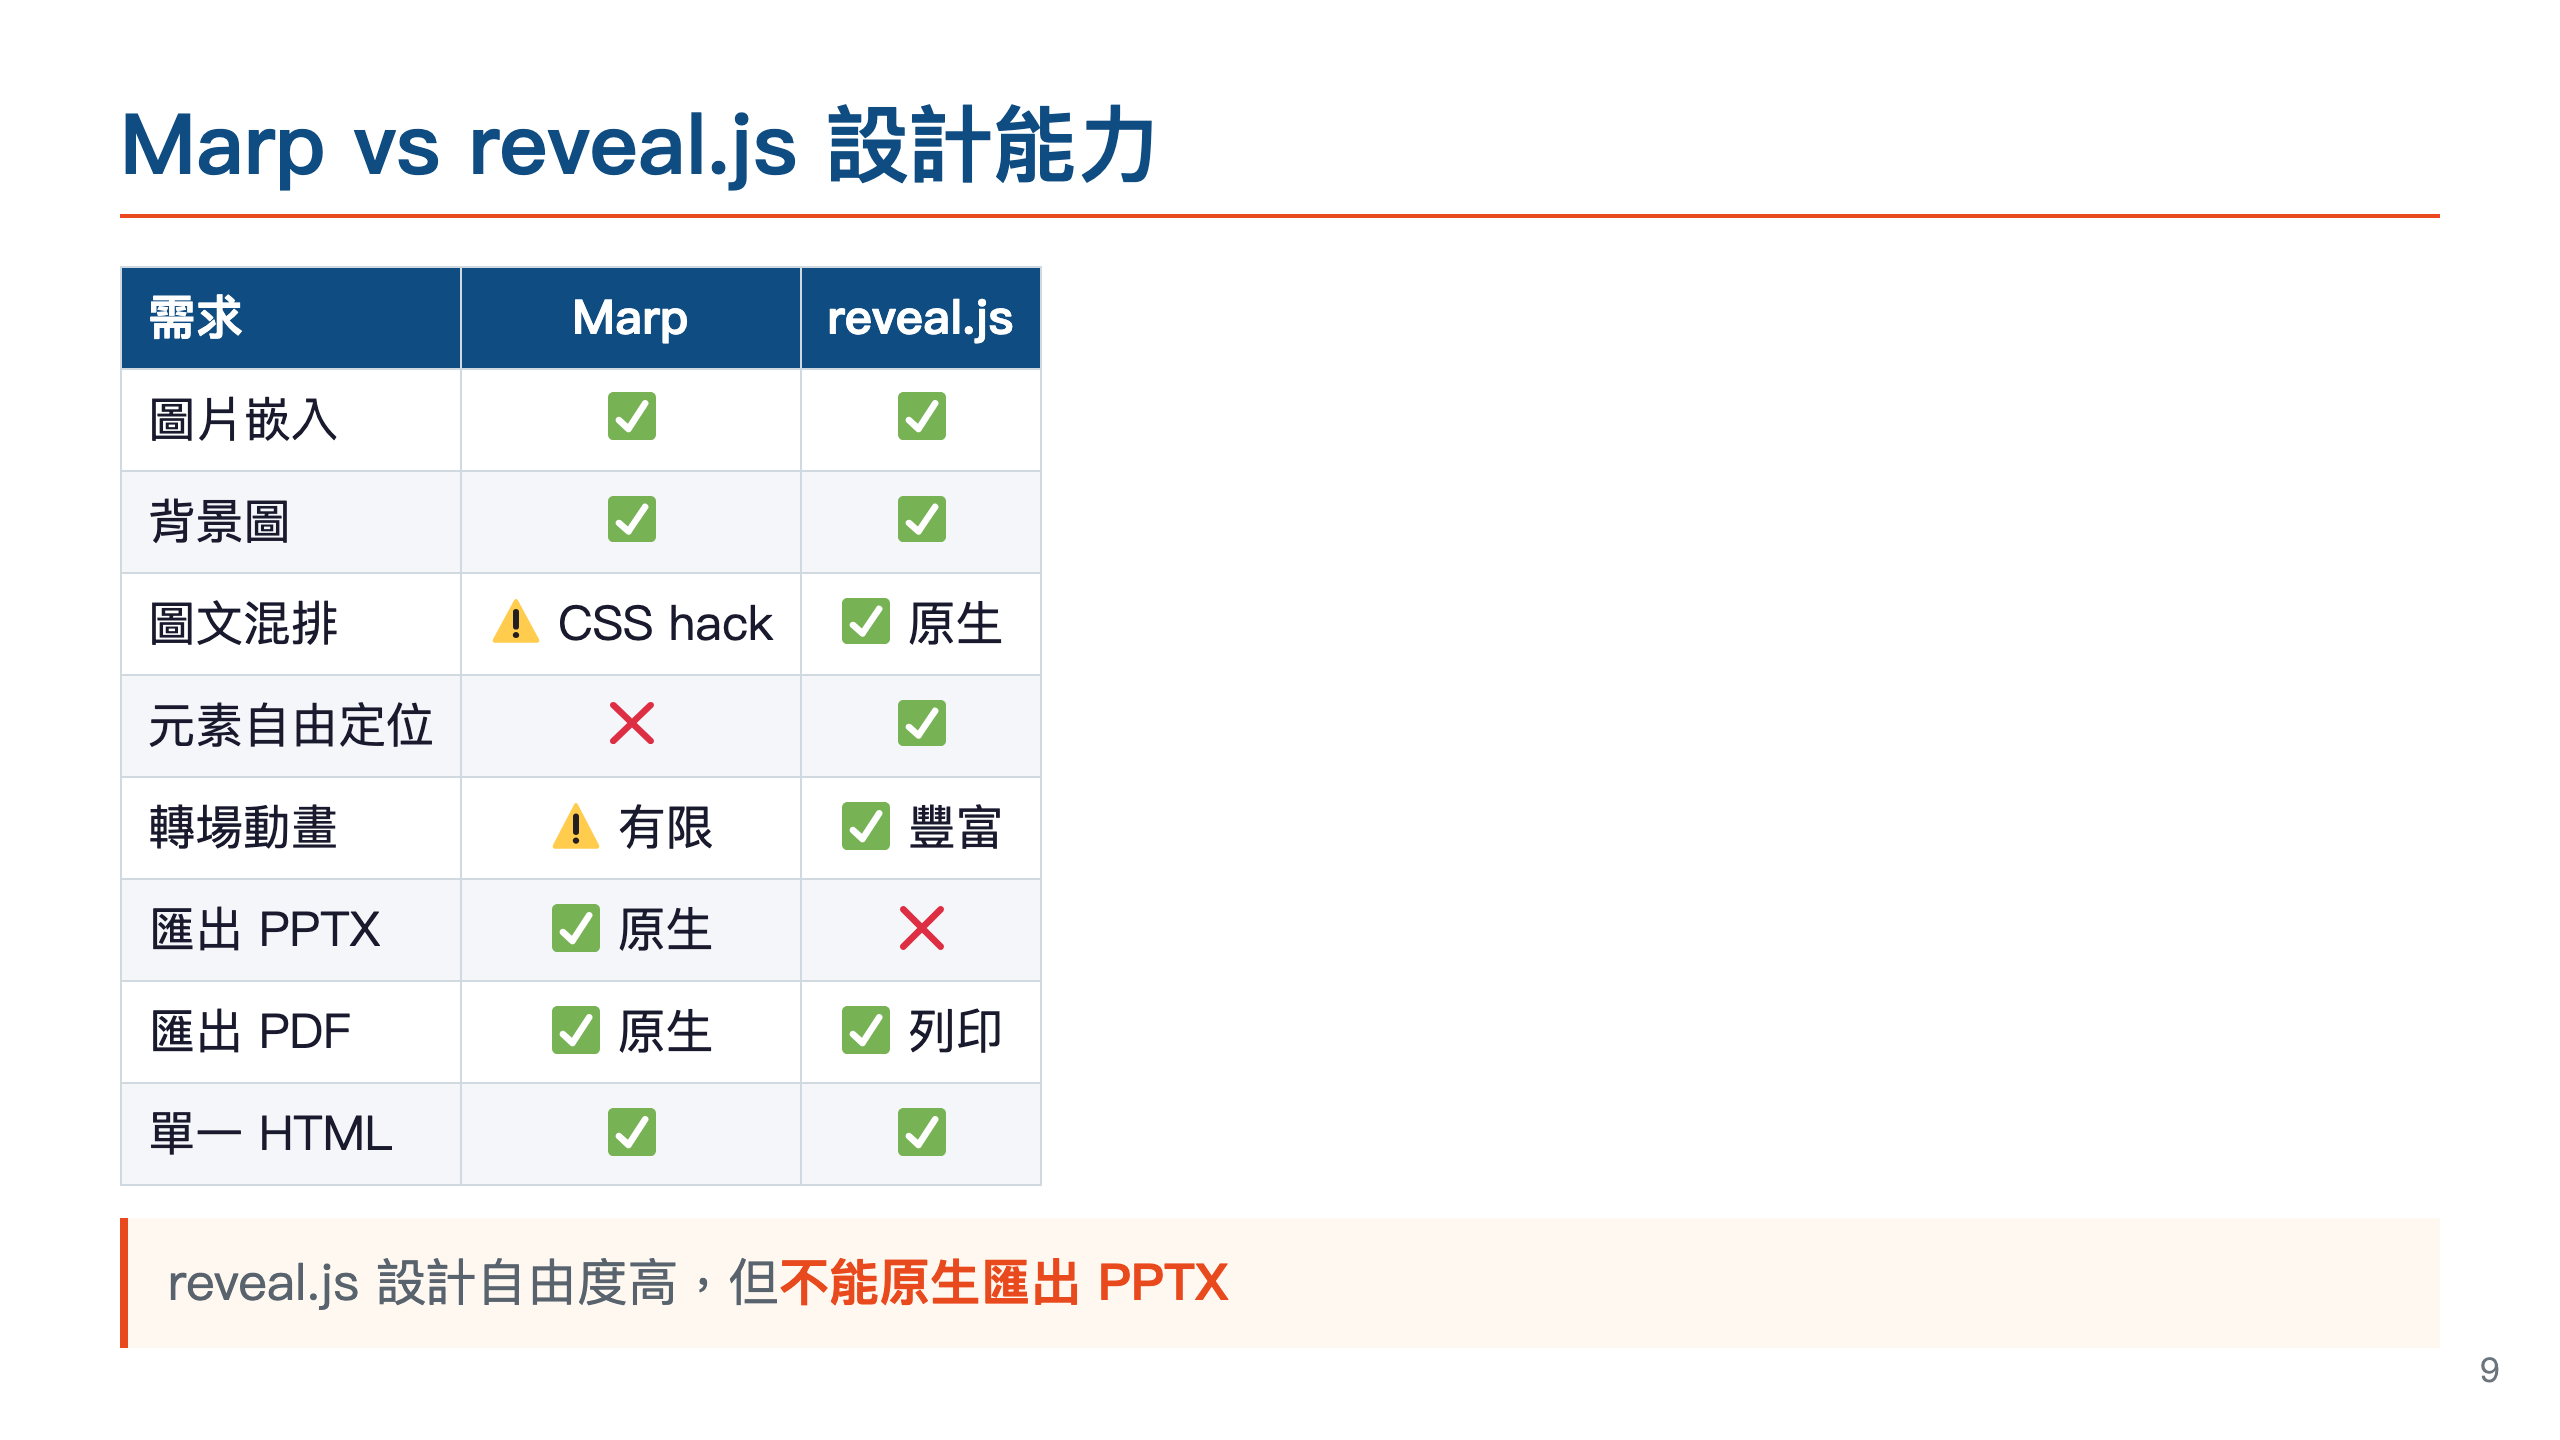 Marp vs reveal.js 設計能力
需求 Marp reveal.js
圖片嵌入 ✅ ✅
背景圖 ✅ ✅
圖文混排 ⚠️ CSS hack ✅ 原生
元素自由定位 ❌ ✅
轉場動畫 ⚠️ 有限 ✅ 豐富
匯出 PPTX ✅ 原生 ❌
匯出 PDF ✅ 原生 ✅ 列印
單一 HTML ✅ ✅
reveal.js 設計自由度高，但不能原生匯出 PPTX
9